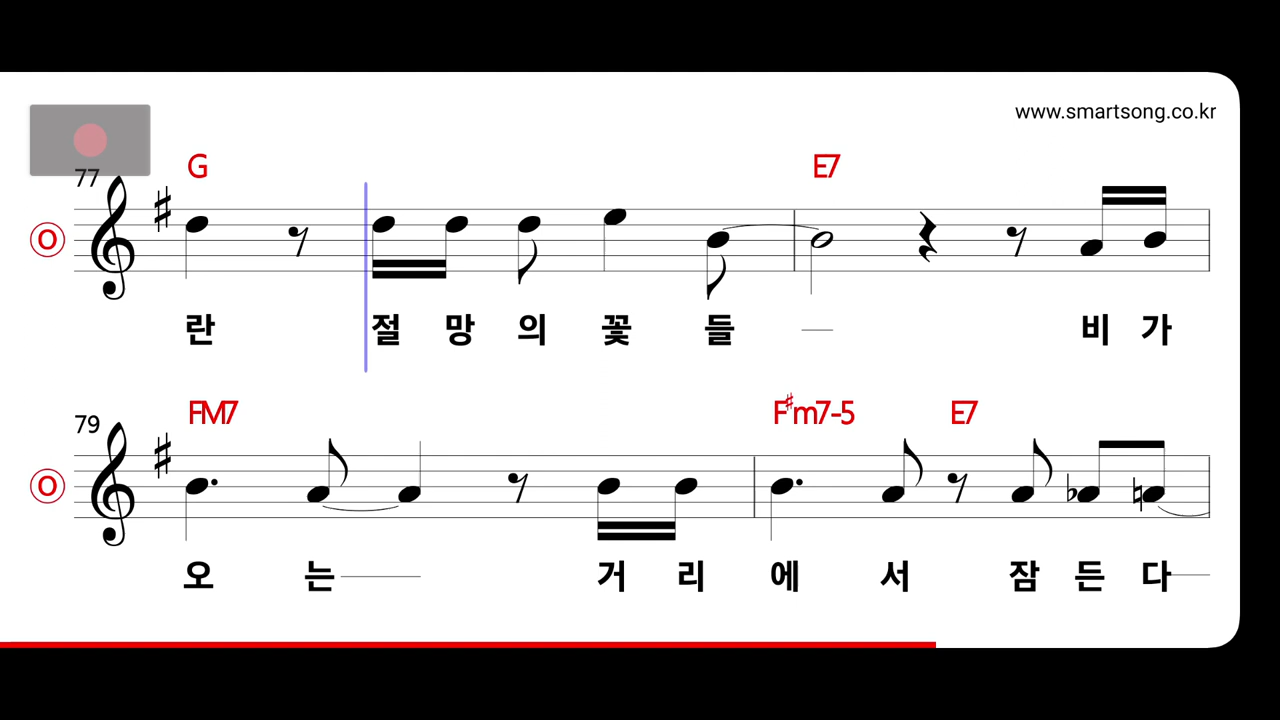 www.smartsong.co.kr
77
G
E7
O
란 절 망 의 꽃 들 비 가
79
FM7
F♯m7-5
E7
O
오 는 거 리 에 서 잠 든 다